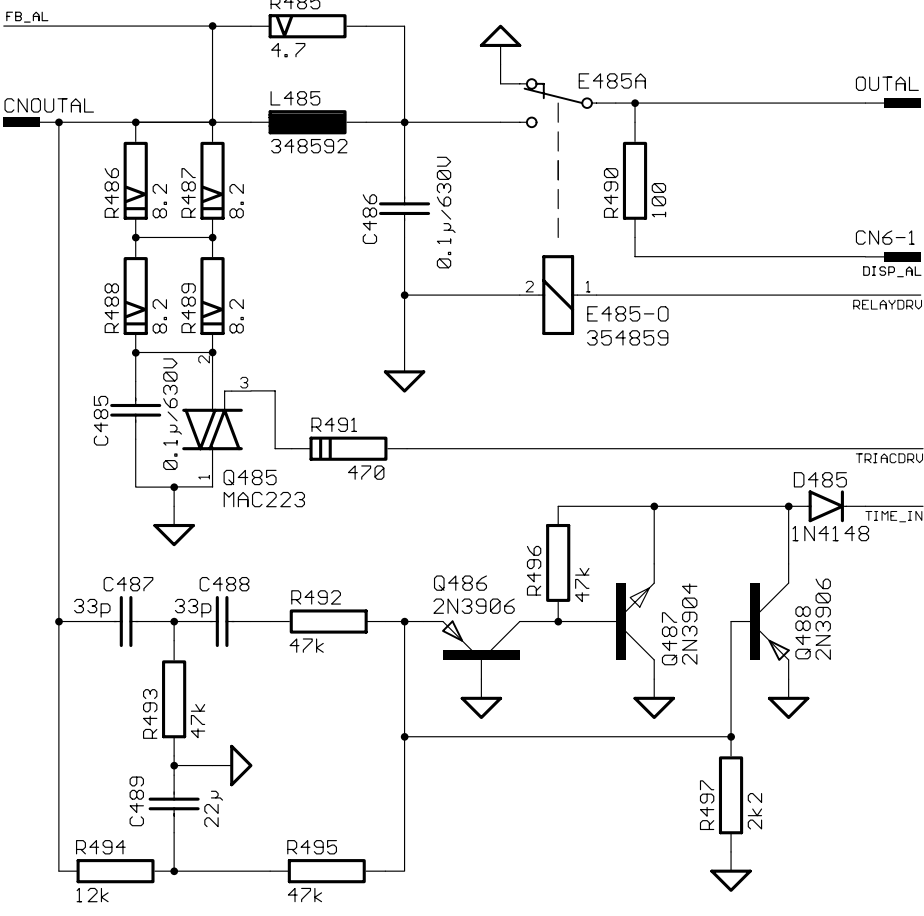 R485
FB_AL
4.7
E485A
OUTAL
CNOUTAL
L485
348592
R486
8.2
R487
8.2
C486
0.1µ/630V
R490
100
CN6-1
DISP_AL
R488
8.2
R489
8.2
2
1
RELAYDRV
E485-O
354859
2
3
C485
0.1µ/630V
R491
470
TRIACDRV
1
Q485
MAC223
D485
1N4148
TIME_IN
C487
33p
C488
33p
R492
47k
Q486
2N3906
R496
47k
Q487
2N3904
Q488
2N3906
R493
47k
C489
22µ
R497
2k2
R494
12k
R495
47k